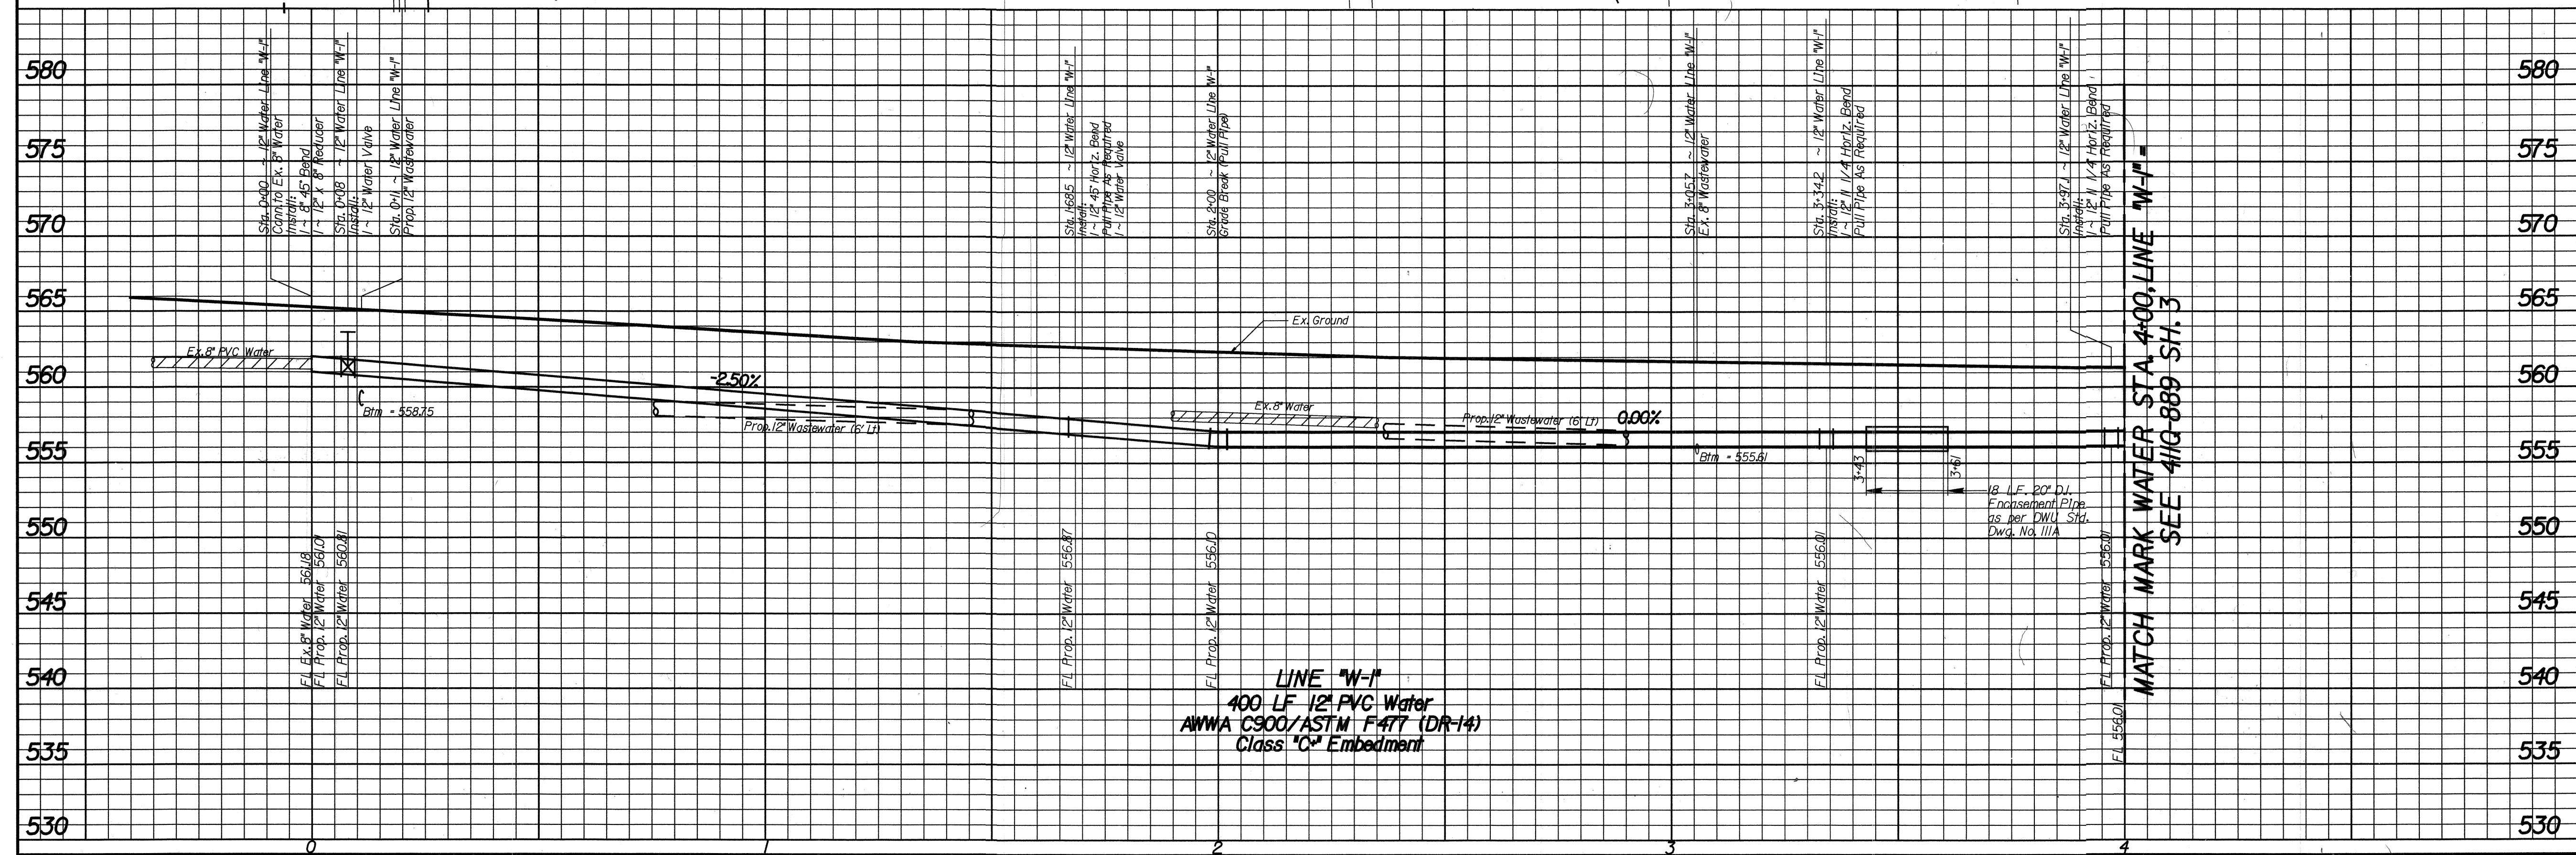 580
575
570
565
560
555
550
545
540
535
530
Sta. 0+00 ~ 12" Water Line "W-1"
Conn. to Ex. 8" Water
Install:
1 ~ 8" 45° Bend
1 ~ 12" x 8" Reducer
Sta. 0+08 ~ 12" Water Line "W-1"
Install:
1 ~ 12" Water Valve
Sta. 0+11 ~ 12" Water Line "W-1"
Prop. 12" Wastewater
Sta. 1+68.5 ~ 12" Water Line "W-1"
Install:
1 ~ 12" 45° Horiz. Bend
Pull Pipe As Required
1 ~ 12" Water Valve
Sta. 2+00 ~ 12" Water Line "W-1"
Grade Break (Pull Pipe)
Sta. 3+05.7 ~ 12" Water Line "W-1"
Ex. 8" Wastewater
Sta. 3+34.2 ~ 12" Water Line "W-1"
Install:
1 ~ 12" 11 1/4° Horiz. Bend
Pull Pipe As Required
Sta. 3+97.1 ~ 12" Water Line "W-1"
Install:
1 ~ 12" 11 1/4° Horiz. Bend
Pull Pipe As Required
Ex. Ground
Ex. 8" PVC Water
-2.50%
Btm = 558.75
Prop. 12" Wastewater (6' Lt)
Ex. 8" Water
Prop. 12" Wastewater (6' Lt)
0.00%
Btm = 555.61
3+43
3+61
18 L.F. 20" D.I.
Encasement Pipe
as per DWU Std.
Dwg. No. 111A
FL Ex. 8" Water 561.18
FL Prop. 12" Water 561.01
FL Prop. 12" Water 560.81
FL Prop. 12" Water 556.87
FL Prop. 12" Water 556.10
FL Prop. 12" Water 556.01
FL Prop. 12" Water 556.01
FL 556.01
MATCH MARK WATER STA. 4+00, LINE "W-1" =
SEE 411Q-889 SH. 3
LINE "W-1"
400 LF 12" PVC Water
AWWA C900/ASTM F477 (DR-14)
Class "C+" Embedment
580
575
570
565
560
555
550
545
540
535
530
0
1
2
3
4